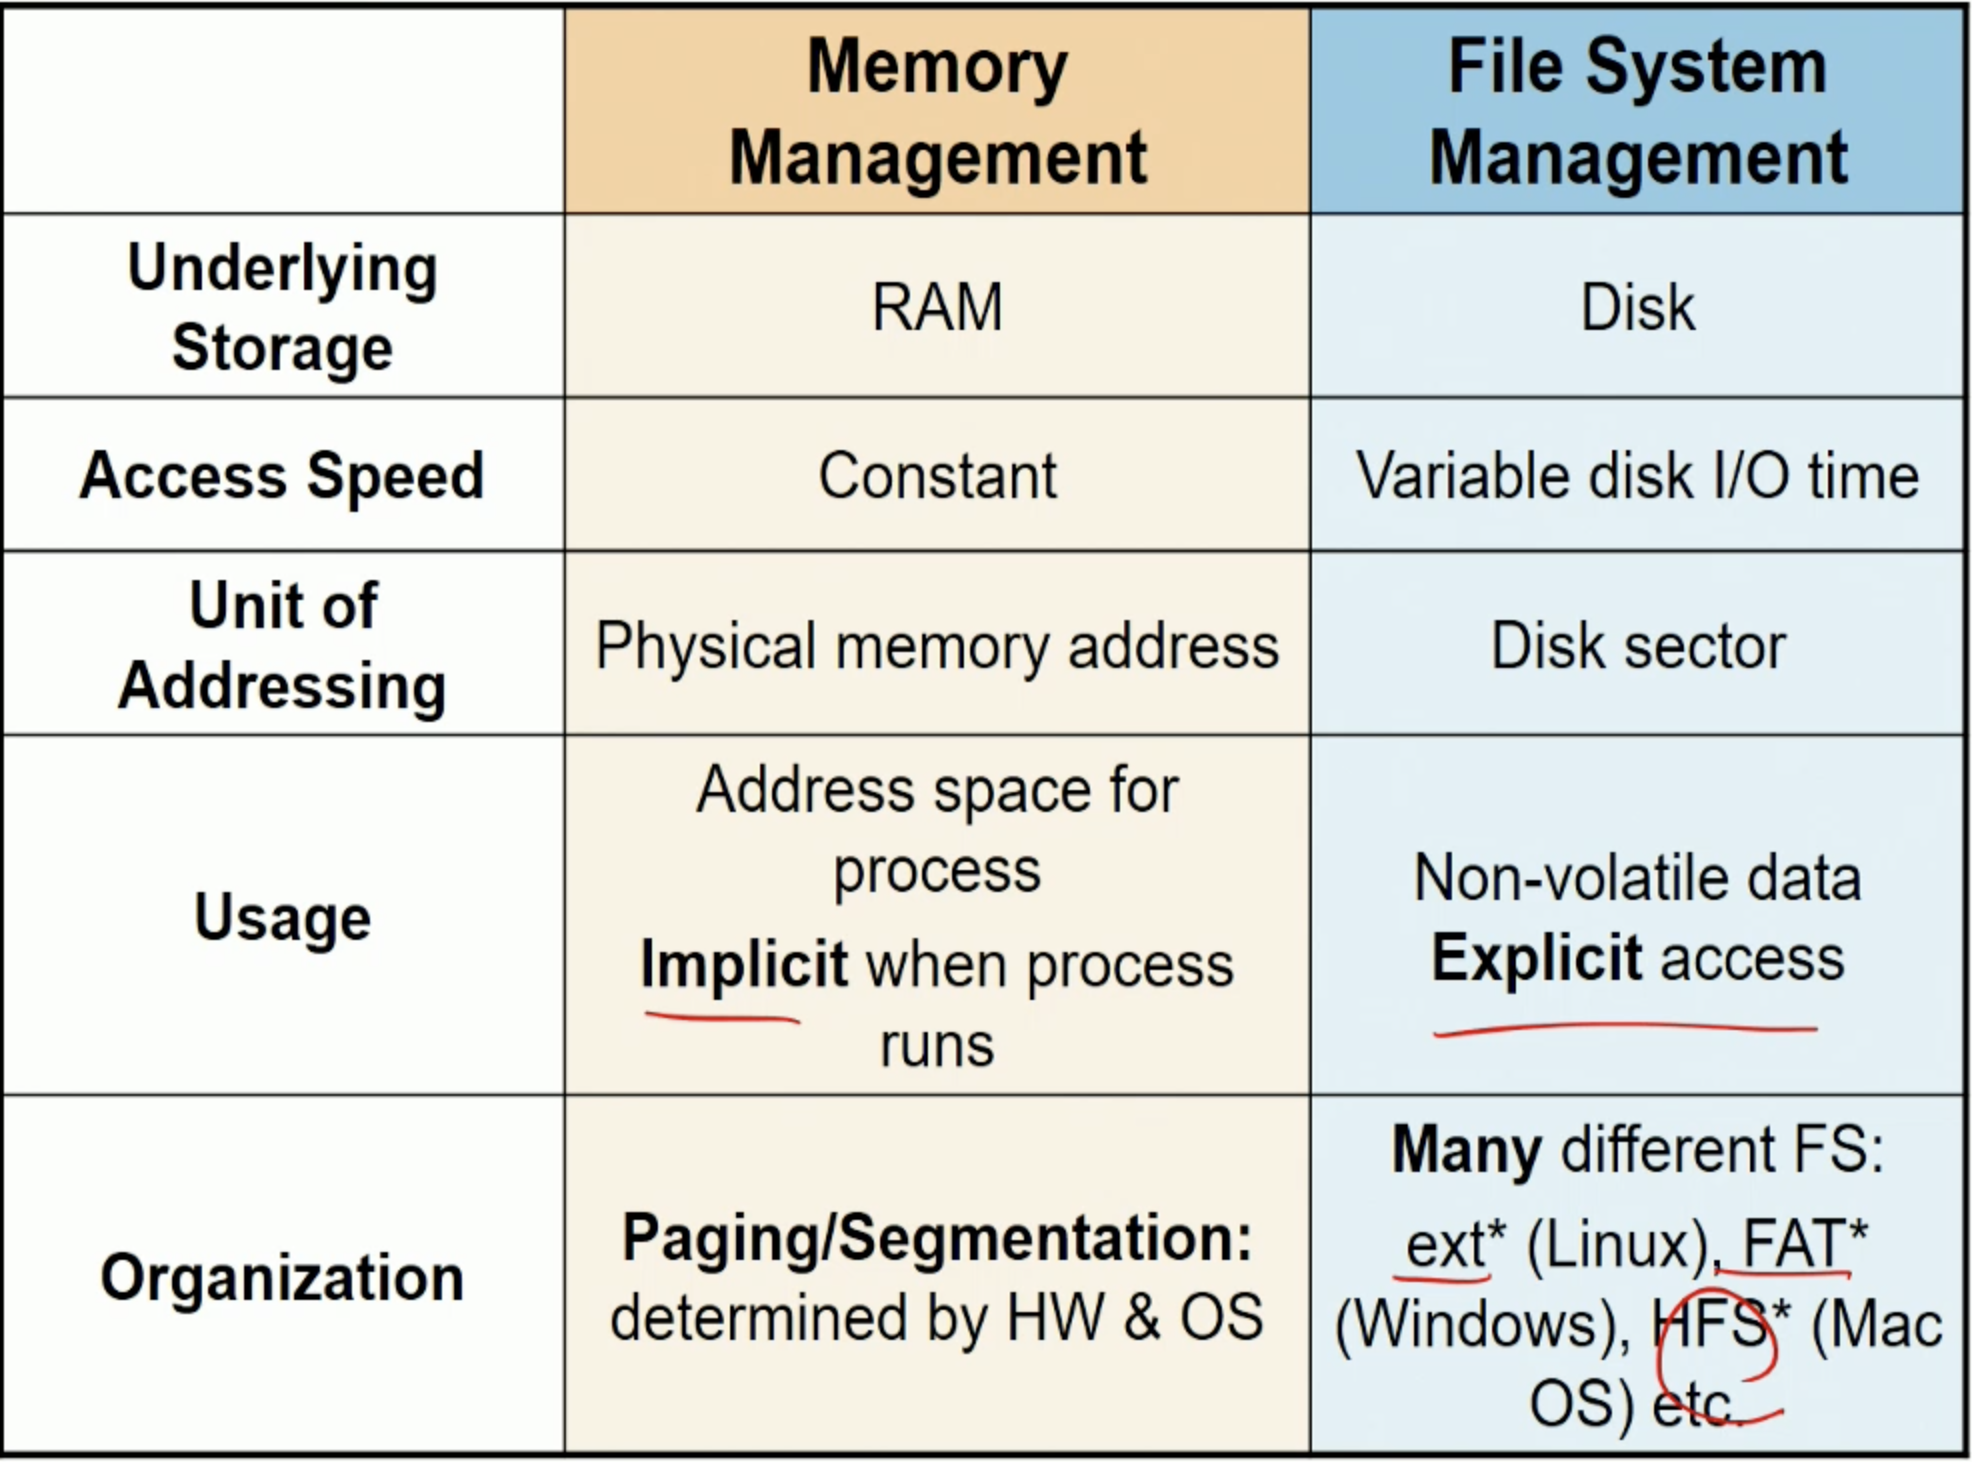 Memory
Management
File System
Management
Underlying
Storage
RAM
Disk
Access Speed
Constant
Variable disk I/O time
Unit of
Addressing
Physical memory address
Disk sector
Usage
Address space for
process
Implicit when process
runs
Non-volatile data
Explicit access
Organization
Paging/Segmentation:
determined by HW & OS
Many different FS:
ext* (Linux), FAT*
(Windows), HFS* (Mac
OS) etc.